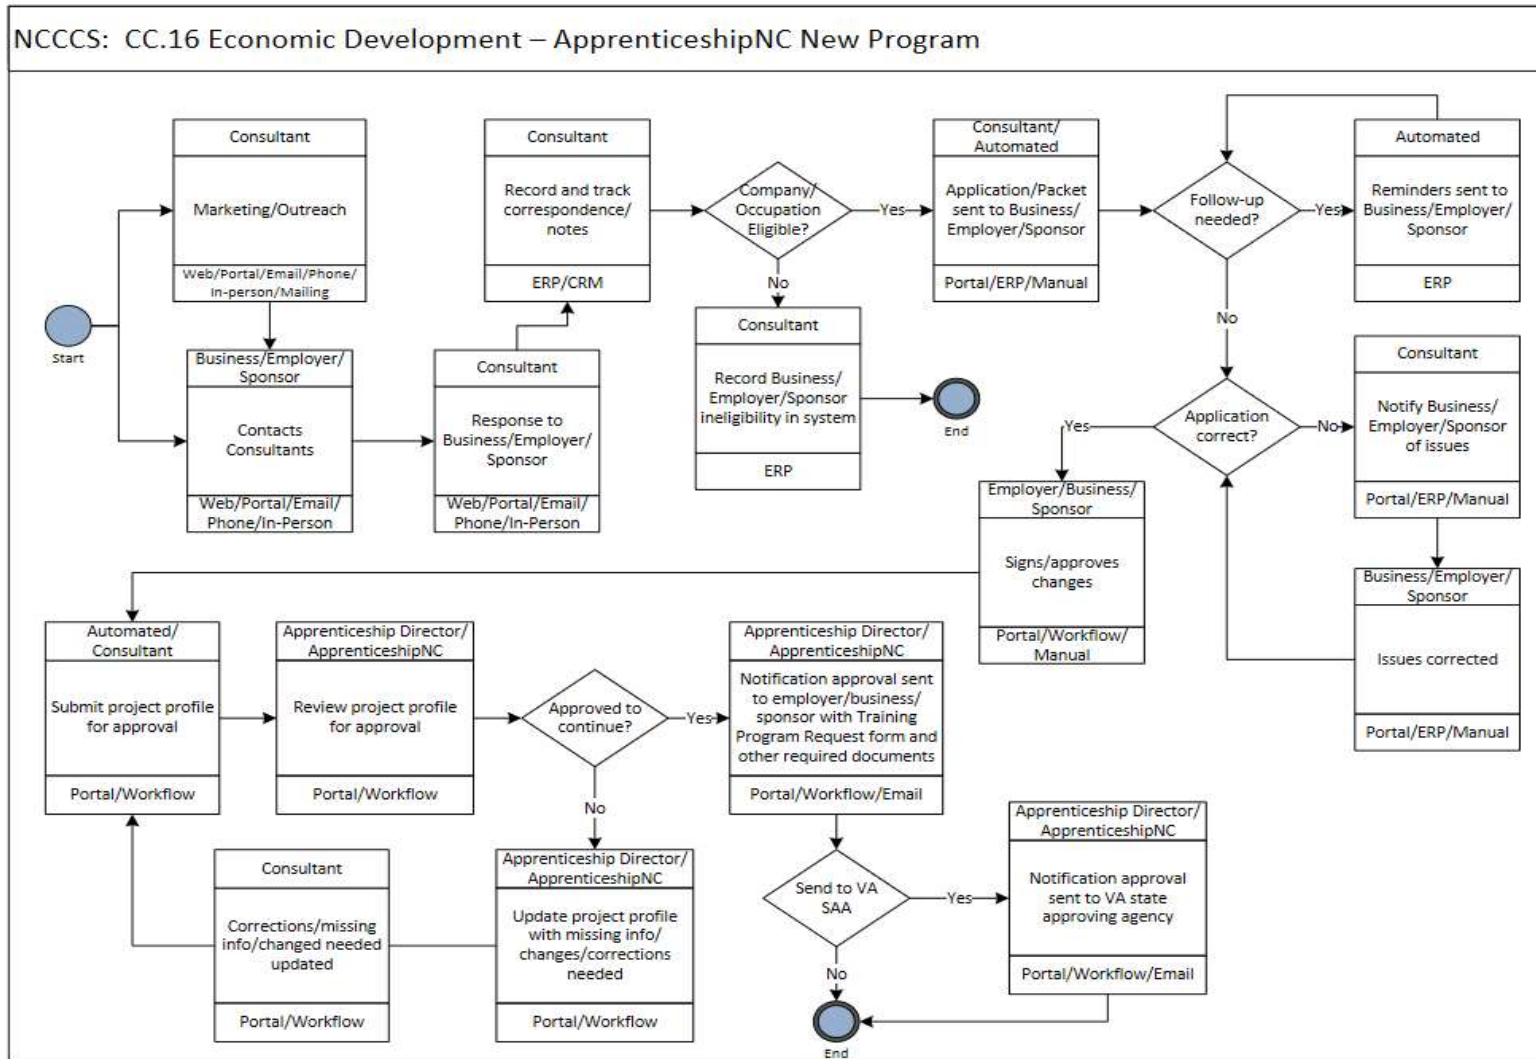 NCCCS:  CC.16 Economic Development – ApprenticeshipNC New Program
Start
Consultant
Marketing/Outreach
Web/Portal/Email/Phone/
In-person/Mailing
Business/Employer/
Sponsor
Contacts
Consultants
Web/Portal/Email/
Phone/In-Person
Consultant
Response to
Business/Employer/
Sponsor
Web/Portal/Email/
Phone/In-Person
Consultant
Record and track
correspondence/
notes
ERP/CRM
Company/
Occupation
Eligible?
Yes
No
Consultant
Record Business/
Employer/Sponsor
ineligibility in system
ERP
End
Consultant/
Automated
Application/Packet
sent to Business/
Employer/Sponsor
Portal/ERP/Manual
Follow-up
needed?
Yes
No
Automated
Reminders sent to
Business/Employer/
Sponsor
ERP
Application
correct?
No
Yes
Consultant
Notify Business/
Employer/Sponsor
of issues
Portal/ERP/Manual
Business/Employer/
Sponsor
Issues corrected
Portal/ERP/Manual
Employer/Business/
Sponsor
Signs/approves
changes
Portal/Workflow/
Manual
Automated/
Consultant
Submit project profile
for approval
Portal/Workflow
Apprenticeship Director/
ApprenticeshipNC
Review project profile
for approval
Portal/Workflow
Approved to
continue?
Yes
No
Apprenticeship Director/
ApprenticeshipNC
Notification approval sent
to employer/business/
sponsor with Training
Program Request form and
other required documents
Portal/Workflow/Email
Apprenticeship Director/
ApprenticeshipNC
Update project profile
with missing info/
changes/corrections
needed
Portal/Workflow
Consultant
Corrections/missing
info/changed needed
updated
Portal/Workflow
Send to VA
SAA
Yes
No
Apprenticeship Director/
ApprenticeshipNC
Notification approval
sent to VA state
approving agency
Portal/Workflow/Email
End